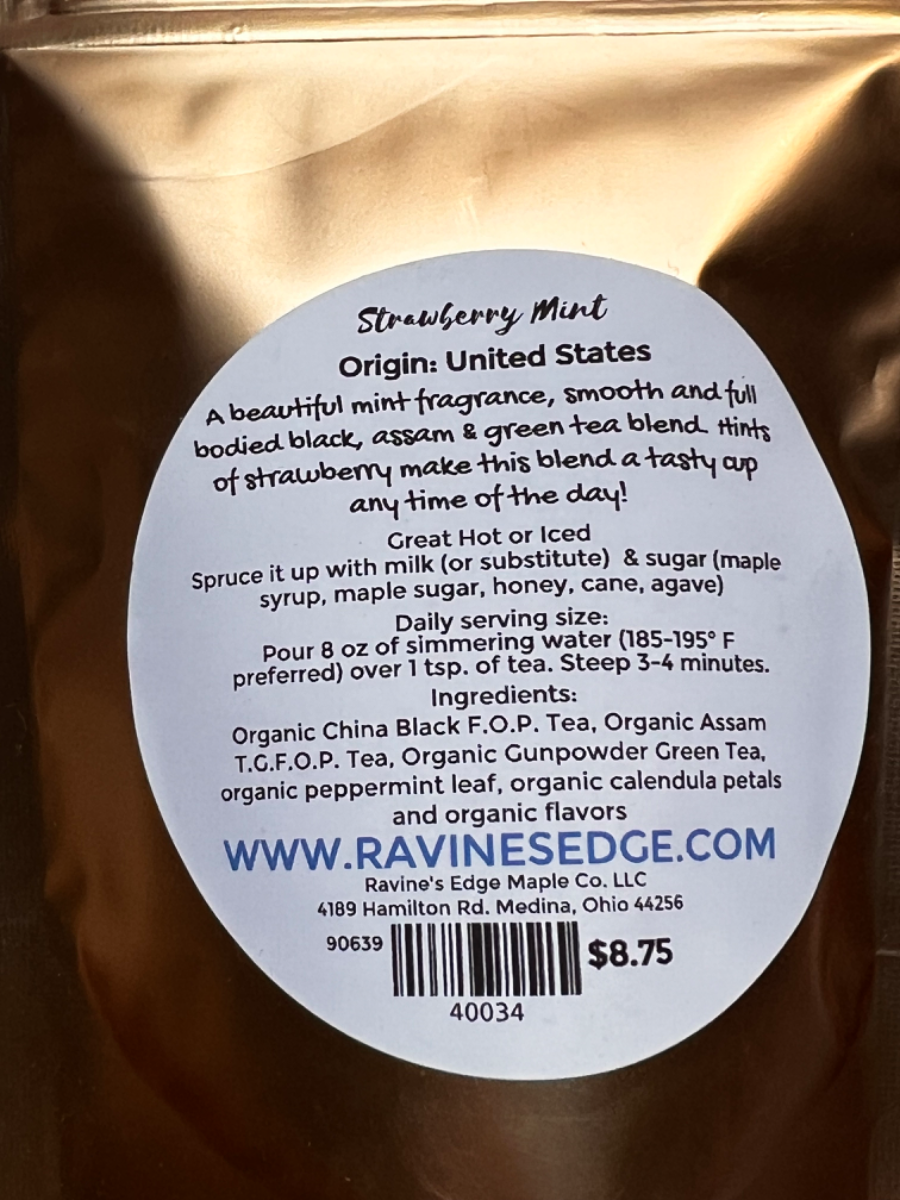 Strawberry Mint
Origin: United States
A beautiful mint fragrance, smooth and full
bodied black, assam & green tea blend. Hints
of strawberry make this blend a tasty cup
any time of the day!
Great Hot or Iced
Spruce it up with milk (or substitute) & sugar (maple
syrup, maple sugar, honey, cane, agave)
Daily serving size:
Pour 8 oz of simmering water (185-195° F
preferred) over 1 tsp. of tea. Steep 3-4 minutes.
Ingredients:
Organic China Black F.O.P. Tea, Organic Assam
T.G.F.O.P. Tea, Organic Gunpowder Green Tea,
organic peppermint leaf, organic calendula petals
and organic flavors
WWW.RAVINESEDGE.COM
Ravine's Edge Maple Co. LLC
4189 Hamilton Rd. Medina, Ohio 44256
90639 $8.75
40034